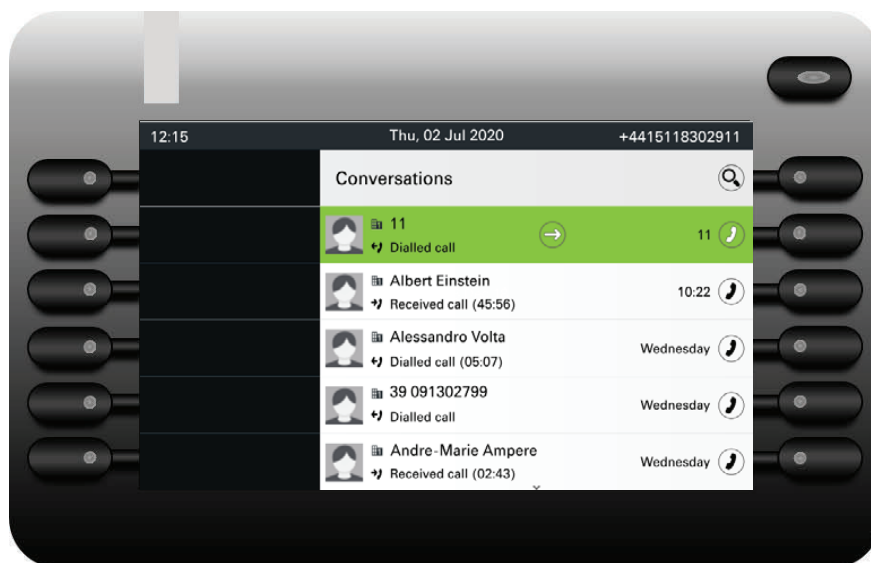 12:15 Thu, 02 Jul 2020 +4415118302911
Conversations
11
Dialled call
11
Albert Einstein
Received call (45:56)
10:22
Alessandro Volta
Dialled call (05:07)
Wednesday
39 091302799
Dialled call
Wednesday
Andre-Marie Ampere
Received call (02:43)
Wednesday